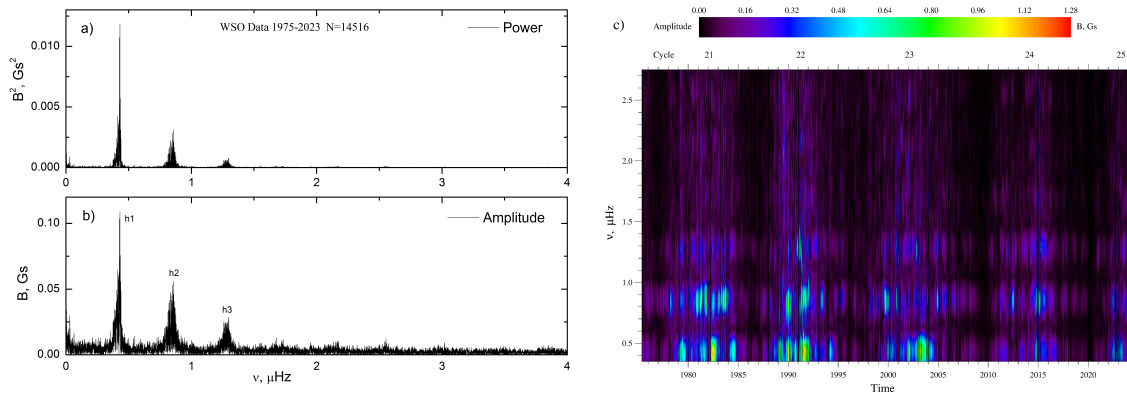 a)
WSO Data 1975-2023 N=14516
Power
B², Gs²
0.010
0.005
0.000
0 1 2 3 4
b)
Amplitude
h1
h2
h3
B, Gs
0.10
0.05
0.00
0 1 2 3 4
ν, μHz
c)
0.00 0.16 0.32 0.48 0.64 0.80 0.96 1.12 1.28
Amplitude B, Gs
Cycle 21 22 23 24 25
ν, μHz
2.5
2.0
1.5
1.0
0.5
1980 1985 1990 1995 2000 2005 2010 2015 2020
Time